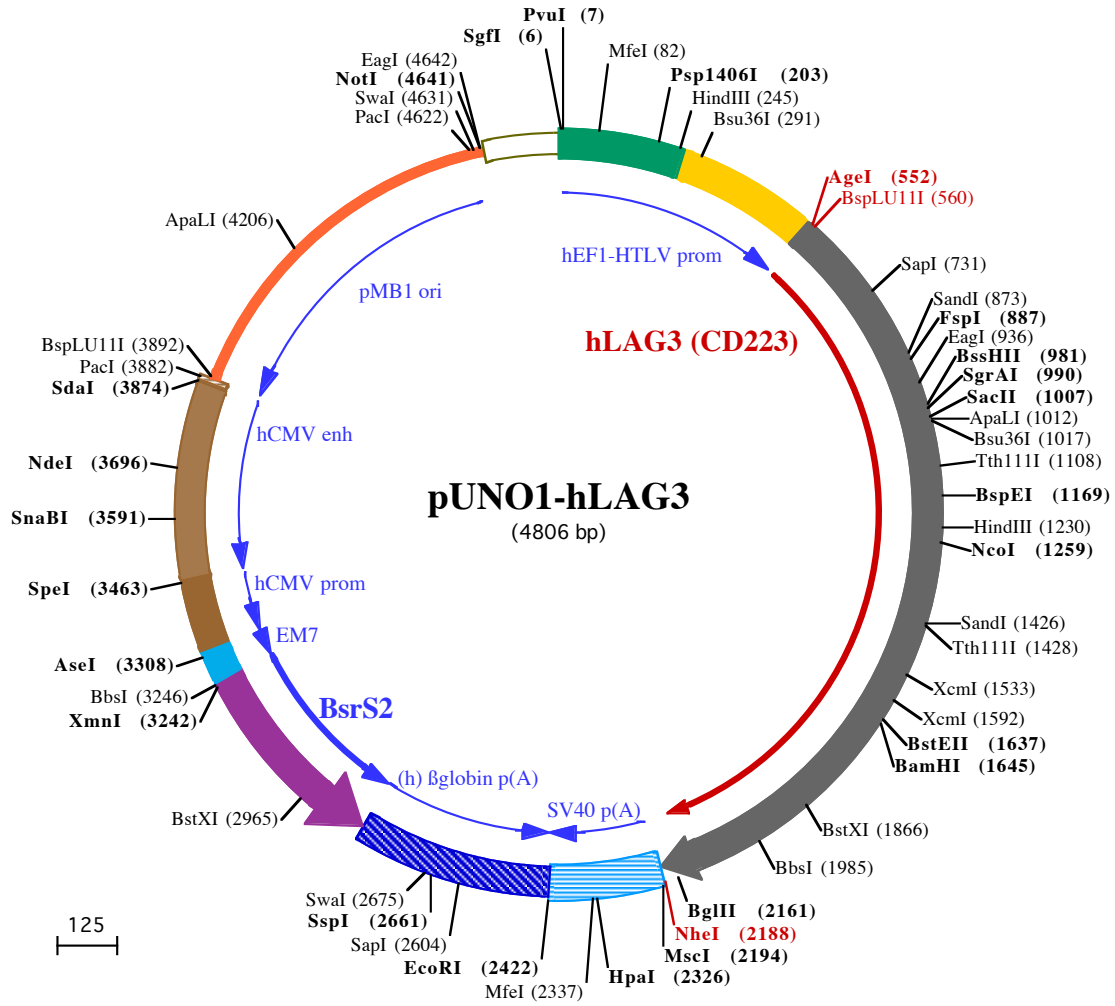 PvuI (7)
SgfI (6)
MfeI (82)
Psp1406I (203)
HindIII (245)
Bsu36I (291)
AgeI (552)
BspLU11I (560)
SapI (731)
SandI (873)
FspI (887)
EagI (936)
BssHII (981)
SgrAI (990)
SacII (1007)
ApaLI (1012)
Bsu36I (1017)
Tth111I (1108)
BspEI (1169)
HindIII (1230)
NcoI (1259)
SandI (1426)
Tth111I (1428)
XcmI (1533)
XcmI (1592)
BstEII (1637)
BamHI (1645)
BstXI (1866)
BbsI (1985)
BglII (2161)
NheI (2188)
MscI (2194)
HpaI (2326)
MfeI (2337)
EcoRI (2422)
SapI (2604)
SspI (2661)
SwaI (2675)
BstXI (2965)
XmnI (3242)
BbsI (3246)
AseI (3308)
SpeI (3463)
SnaBI (3591)
NdeI (3696)
SdaI (3874)
PacI (3882)
BspLU11I (3892)
ApaLI (4206)
PacI (4622)
SwaI (4631)
NotI (4641)
EagI (4642)
hEF1-HTLV prom
hLAG3 (CD223)
pMB1 ori
hCMV enh
hCMV prom
EM7
BsrS2
(h) ßglobin p(A)
SV40 p(A)
pUNO1-hLAG3
(4806 bp)
125